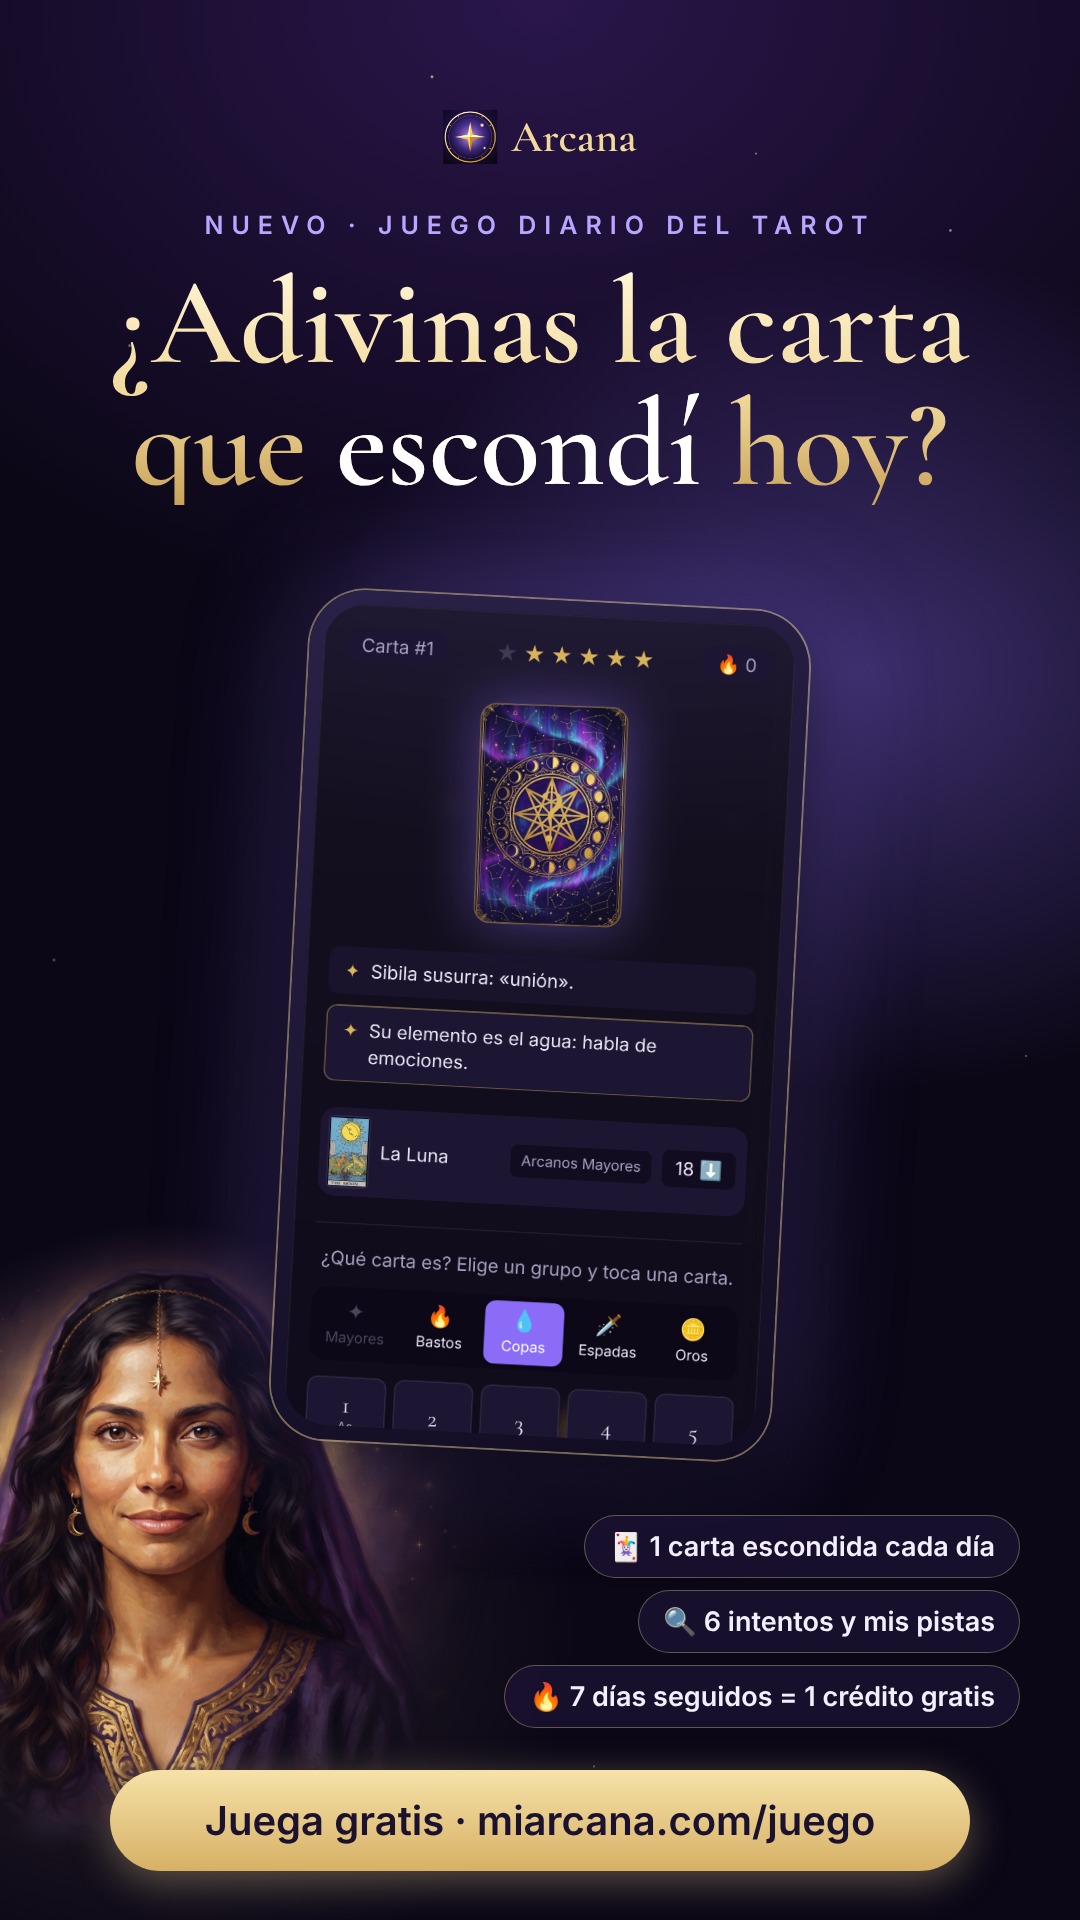 Arcana
NUEVO · JUEGO DIARIO DEL TAROT
¿Adivinas la carta
que escondí hoy?
Carta #1 ★★★★★★ 🔥 0
✦ Sibila susurra: «unión».
✦ Su elemento es el agua: habla de
emociones.
La Luna Arcanos Mayores 18 ⬇️
¿Qué carta es? Elige un grupo y toca una carta.
✦ 🔥 💧 🗡️ 🪙
Mayores Bastos Copas Espadas Oros
1 2 3 4 5
🃏 1 carta escondida cada día
🔍 6 intentos y mis pistas
🔥 7 días seguidos = 1 crédito gratis
Juega gratis · miarcana.com/juego